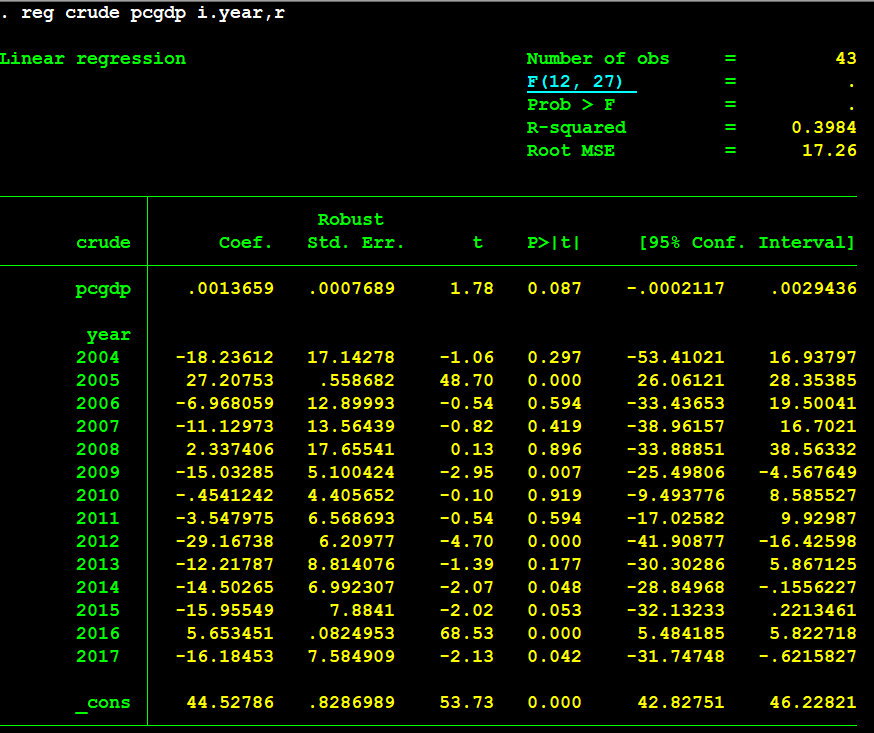 . reg crude pcgdp i.year,r
Linear regression Number of obs = 43
F(12, 27) = .
Prob > F = .
R-squared = 0.3984
Root MSE = 17.26
Robust
crude Coef. Std. Err. t P>|t| [95% Conf. Interval]
pcgdp .0013659 .0007689 1.78 0.087 -.0002117 .0029436
year
2004 -18.23612 17.14278 -1.06 0.297 -53.41021 16.93797
2005 27.20753 .558682 48.70 0.000 26.06121 28.35385
2006 -6.968059 12.89993 -0.54 0.594 -33.43653 19.50041
2007 -11.12973 13.56439 -0.82 0.419 -38.96157 16.7021
2008 2.337406 17.65541 0.13 0.896 -33.88851 38.56332
2009 -15.03285 5.100424 -2.95 0.007 -25.49806 -4.567649
2010 -.4541242 4.405652 -0.10 0.919 -9.493776 8.585527
2011 -3.547975 6.568693 -0.54 0.594 -17.02582 9.92987
2012 -29.16738 6.20977 -4.70 0.000 -41.90877 -16.42598
2013 -12.21787 8.814076 -1.39 0.177 -30.30286 5.867125
2014 -14.50265 6.992307 -2.07 0.048 -28.84968 -.1556227
2015 -15.95549 7.8841 -2.02 0.053 -32.13233 .2213461
2016 5.653451 .0824953 68.53 0.000 5.484185 5.822718
2017 -16.18453 7.584909 -2.13 0.042 -31.74748 -.6215827
_cons 44.52786 .8286989 53.73 0.000 42.82751 46.22821